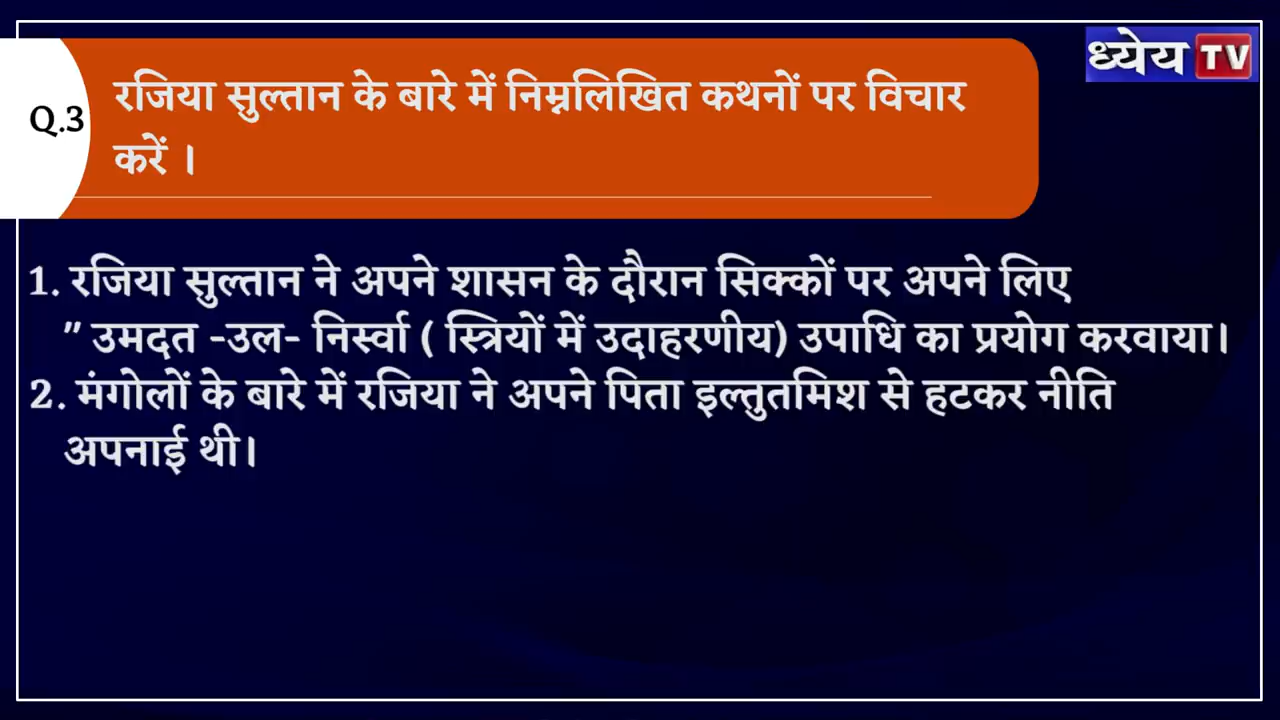 ध्येय TV
Q.3
रजिया सुल्तान के बारे में निम्नलिखित कथनों पर विचार
करें ।
1. रजिया सुल्तान ने अपने शासन के दौरान सिक्कों पर अपने लिए
" उमदत -उल- निर्स्वा ( स्त्रियों में उदाहरणीय) उपाधि का प्रयोग करवाया।
2. मंगोलों के बारे में रजिया ने अपने पिता इल्तुतमिश से हटकर नीति
अपनाई थी।